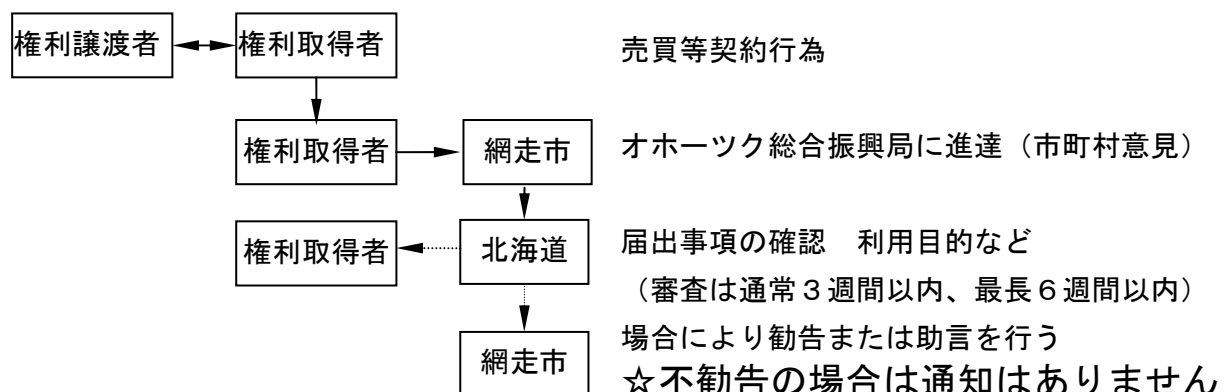 権利譲渡者 権利取得者 売買等契約行為
権利取得者 網走市 オホーツク総合振興局に進達(市町村意見)
権利取得者 北海道 届出事項の確認 利用目的など
(審査は通常3週間以内、最長6週間以内)
場合により勧告または助言を行う
網走市
☆不勧告の場合は通知はありません